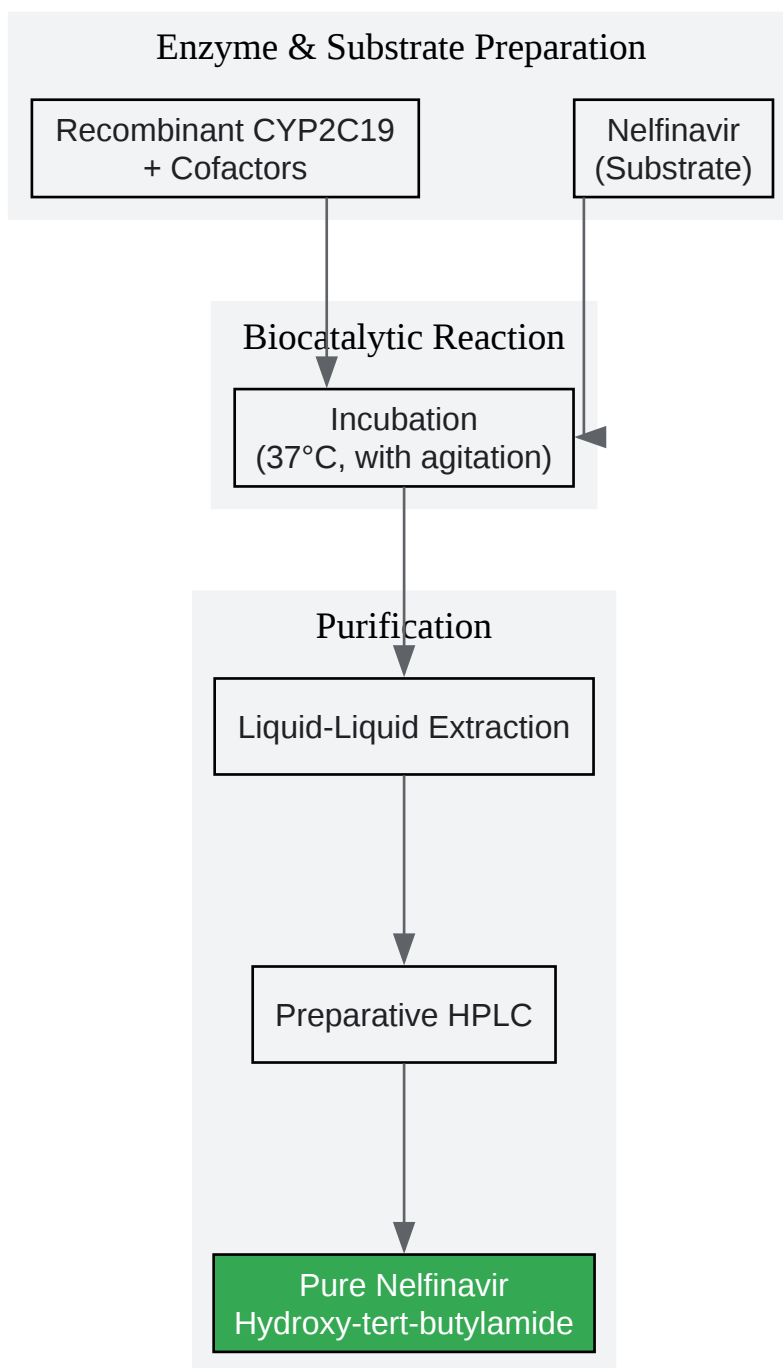 Enzyme & Substrate Preparation
Recombinant CYP2C19
+ Cofactors
Nelfinavir
(Substrate)
Biocatalytic Reaction
Incubation
(37°C, with agitation)
Purification
Liquid-Liquid Extraction
Preparative HPLC
Pure Nelfinavir
Hydroxy-tert-butylamide